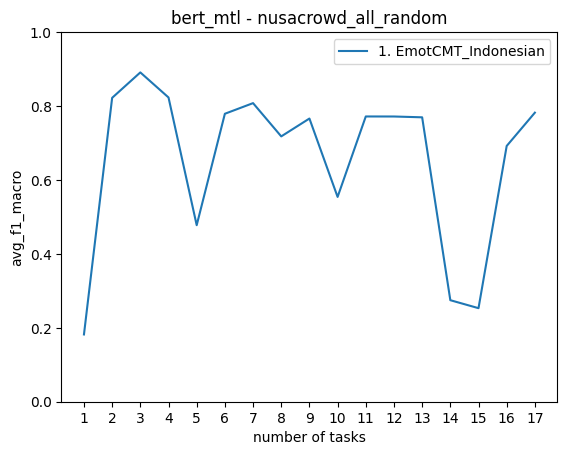 bert_mtl - nusacrowd_all_random
1. EmotCMT_Indonesian
avg_f1_macro
1.0
0.8
0.6
0.4
0.2
0.0
1 2 3 4 5 6 7 8 9 10 11 12 13 14 15 16 17
number of tasks